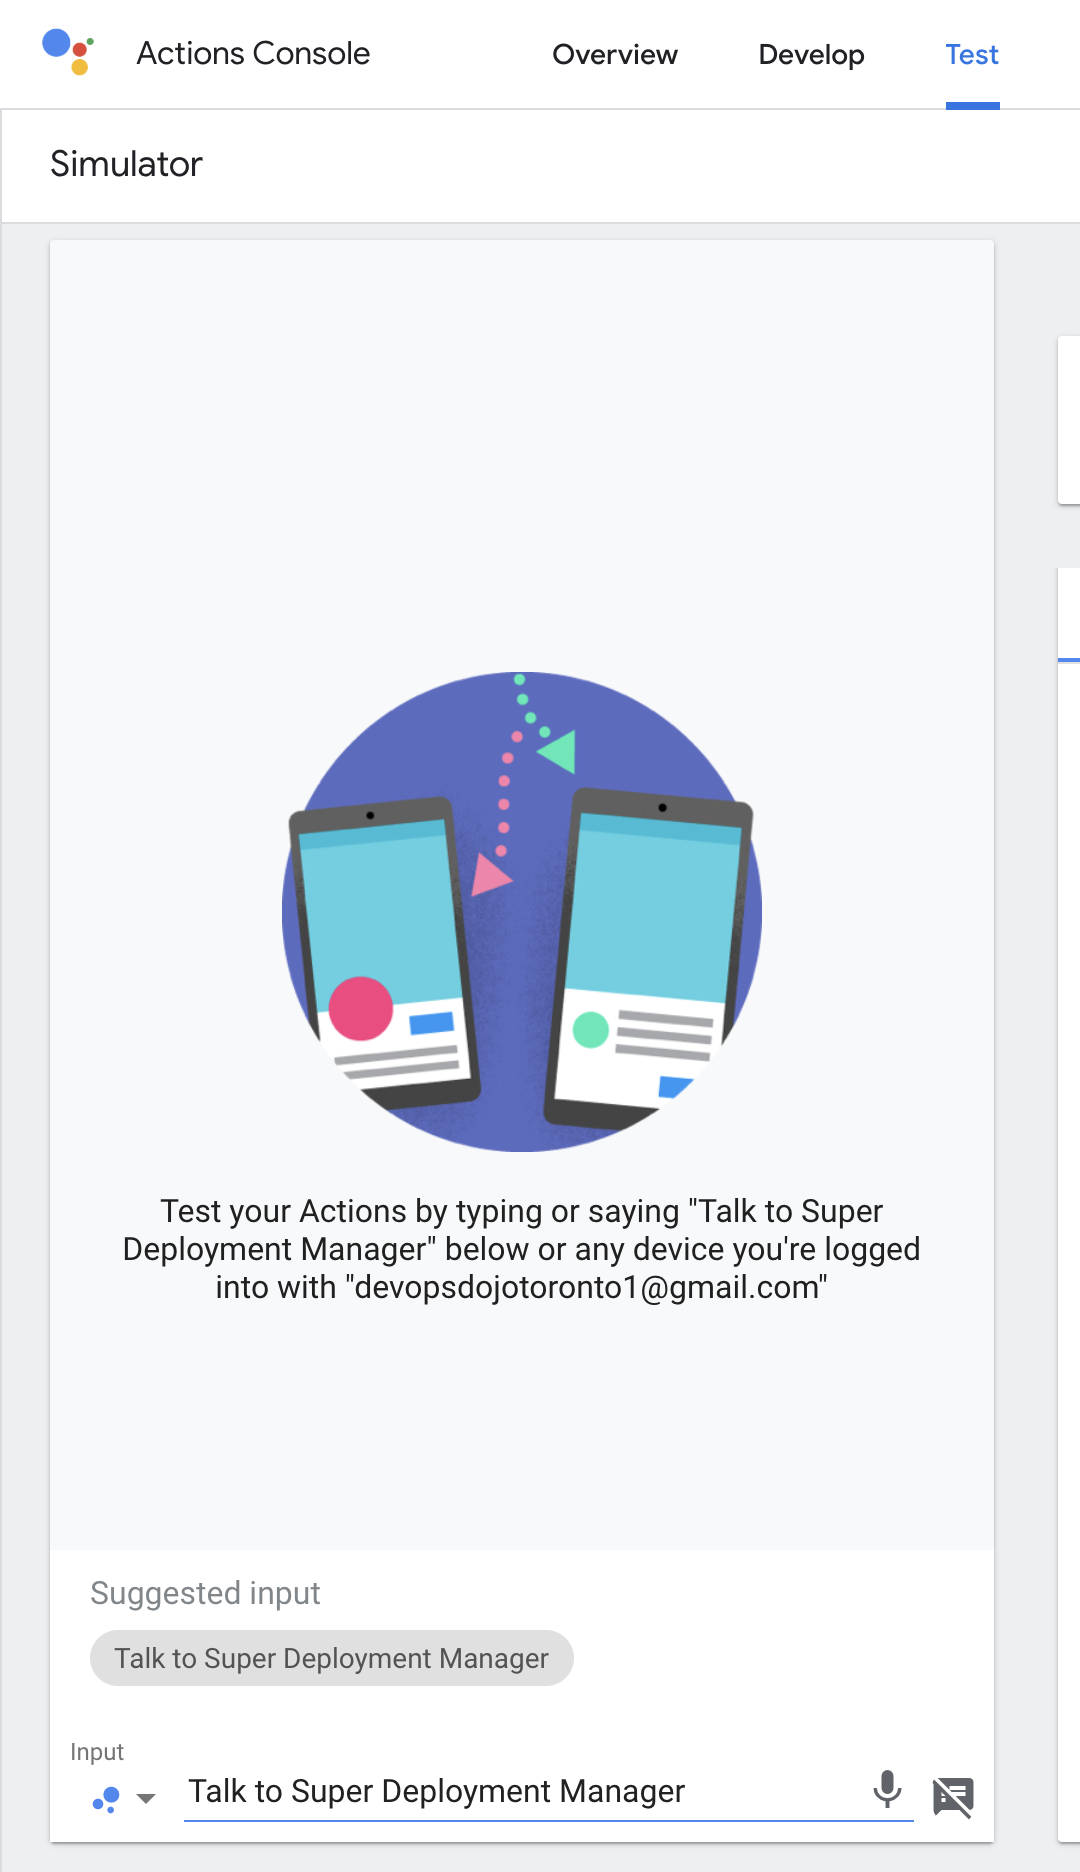 Actions Console
Overview
Develop
Test
Simulator
Test your Actions by typing or saying "Talk to Super
Deployment Manager" below or any device you're logged
into with "devopsdojotoronto1@gmail.com"
Suggested input
Talk to Super Deployment Manager
Input
Talk to Super Deployment Manager